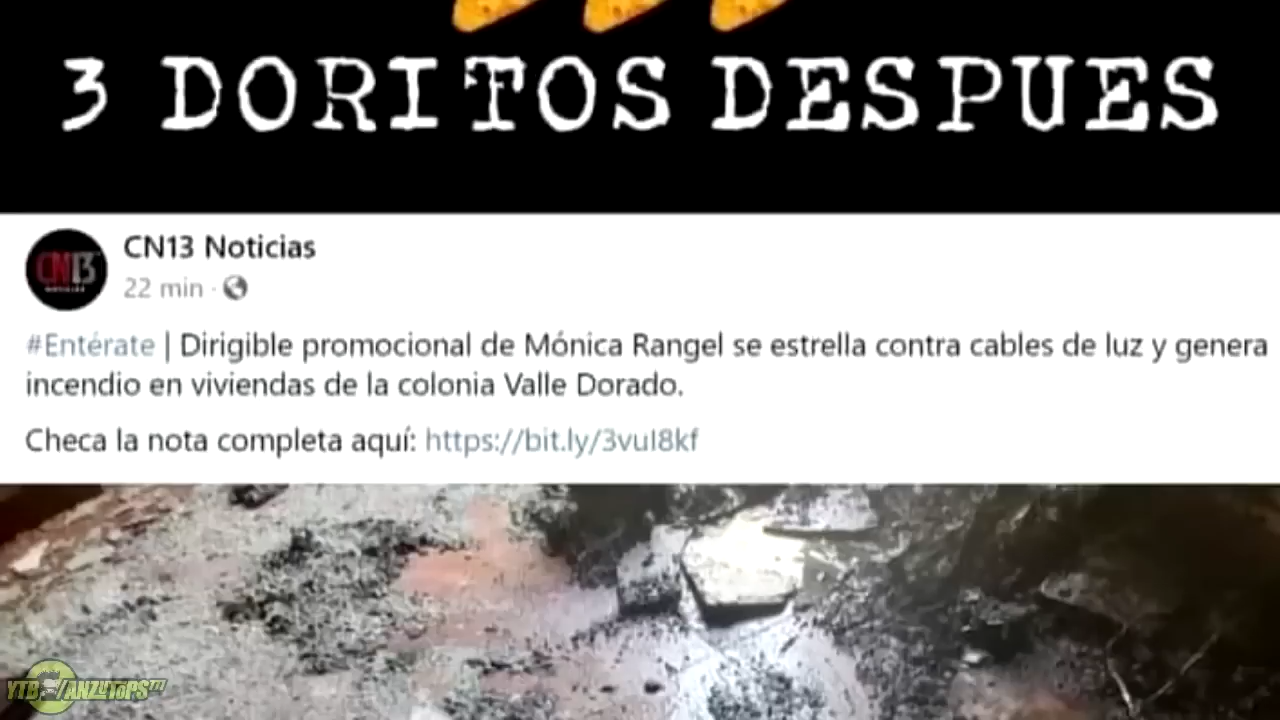 3 DORITOS DESPUES
CN13 Noticias
CN13
22 min ·
#Entérate | Dirigible promocional de Mónica Rangel se estrella contra cables de luz y genera
incendio en viviendas de la colonia Valle Dorado.
Checa la nota completa aquí: https://bit.ly/3vuI8kf